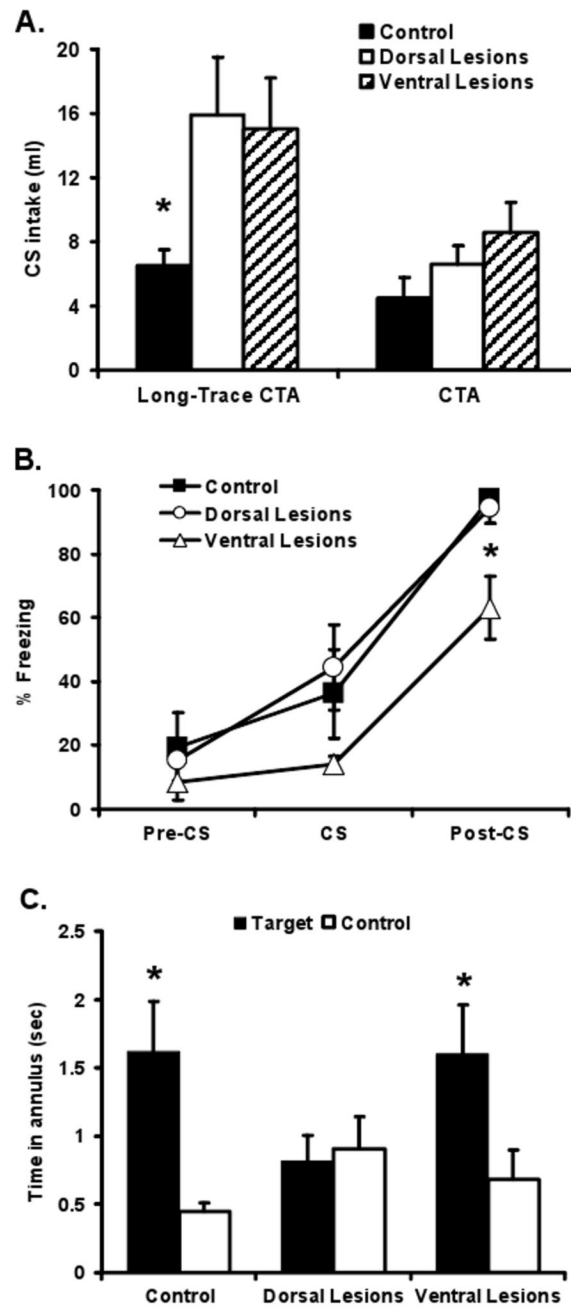 A.
Control
Dorsal Lesions
Ventral Lesions
20
16
12
8
4
0
CS intake (ml)
*
Long-Trace CTA
CTA
B.
Control
Dorsal Lesions
Ventral Lesions
100
80
60
40
20
0
% Freezing
*
Pre-CS
CS
Post-CS
C.
Target
Control
2.5
2
1.5
1
0.5
0
Time in annulus (sec)
*
*
Control
Dorsal Lesions
Ventral Lesions